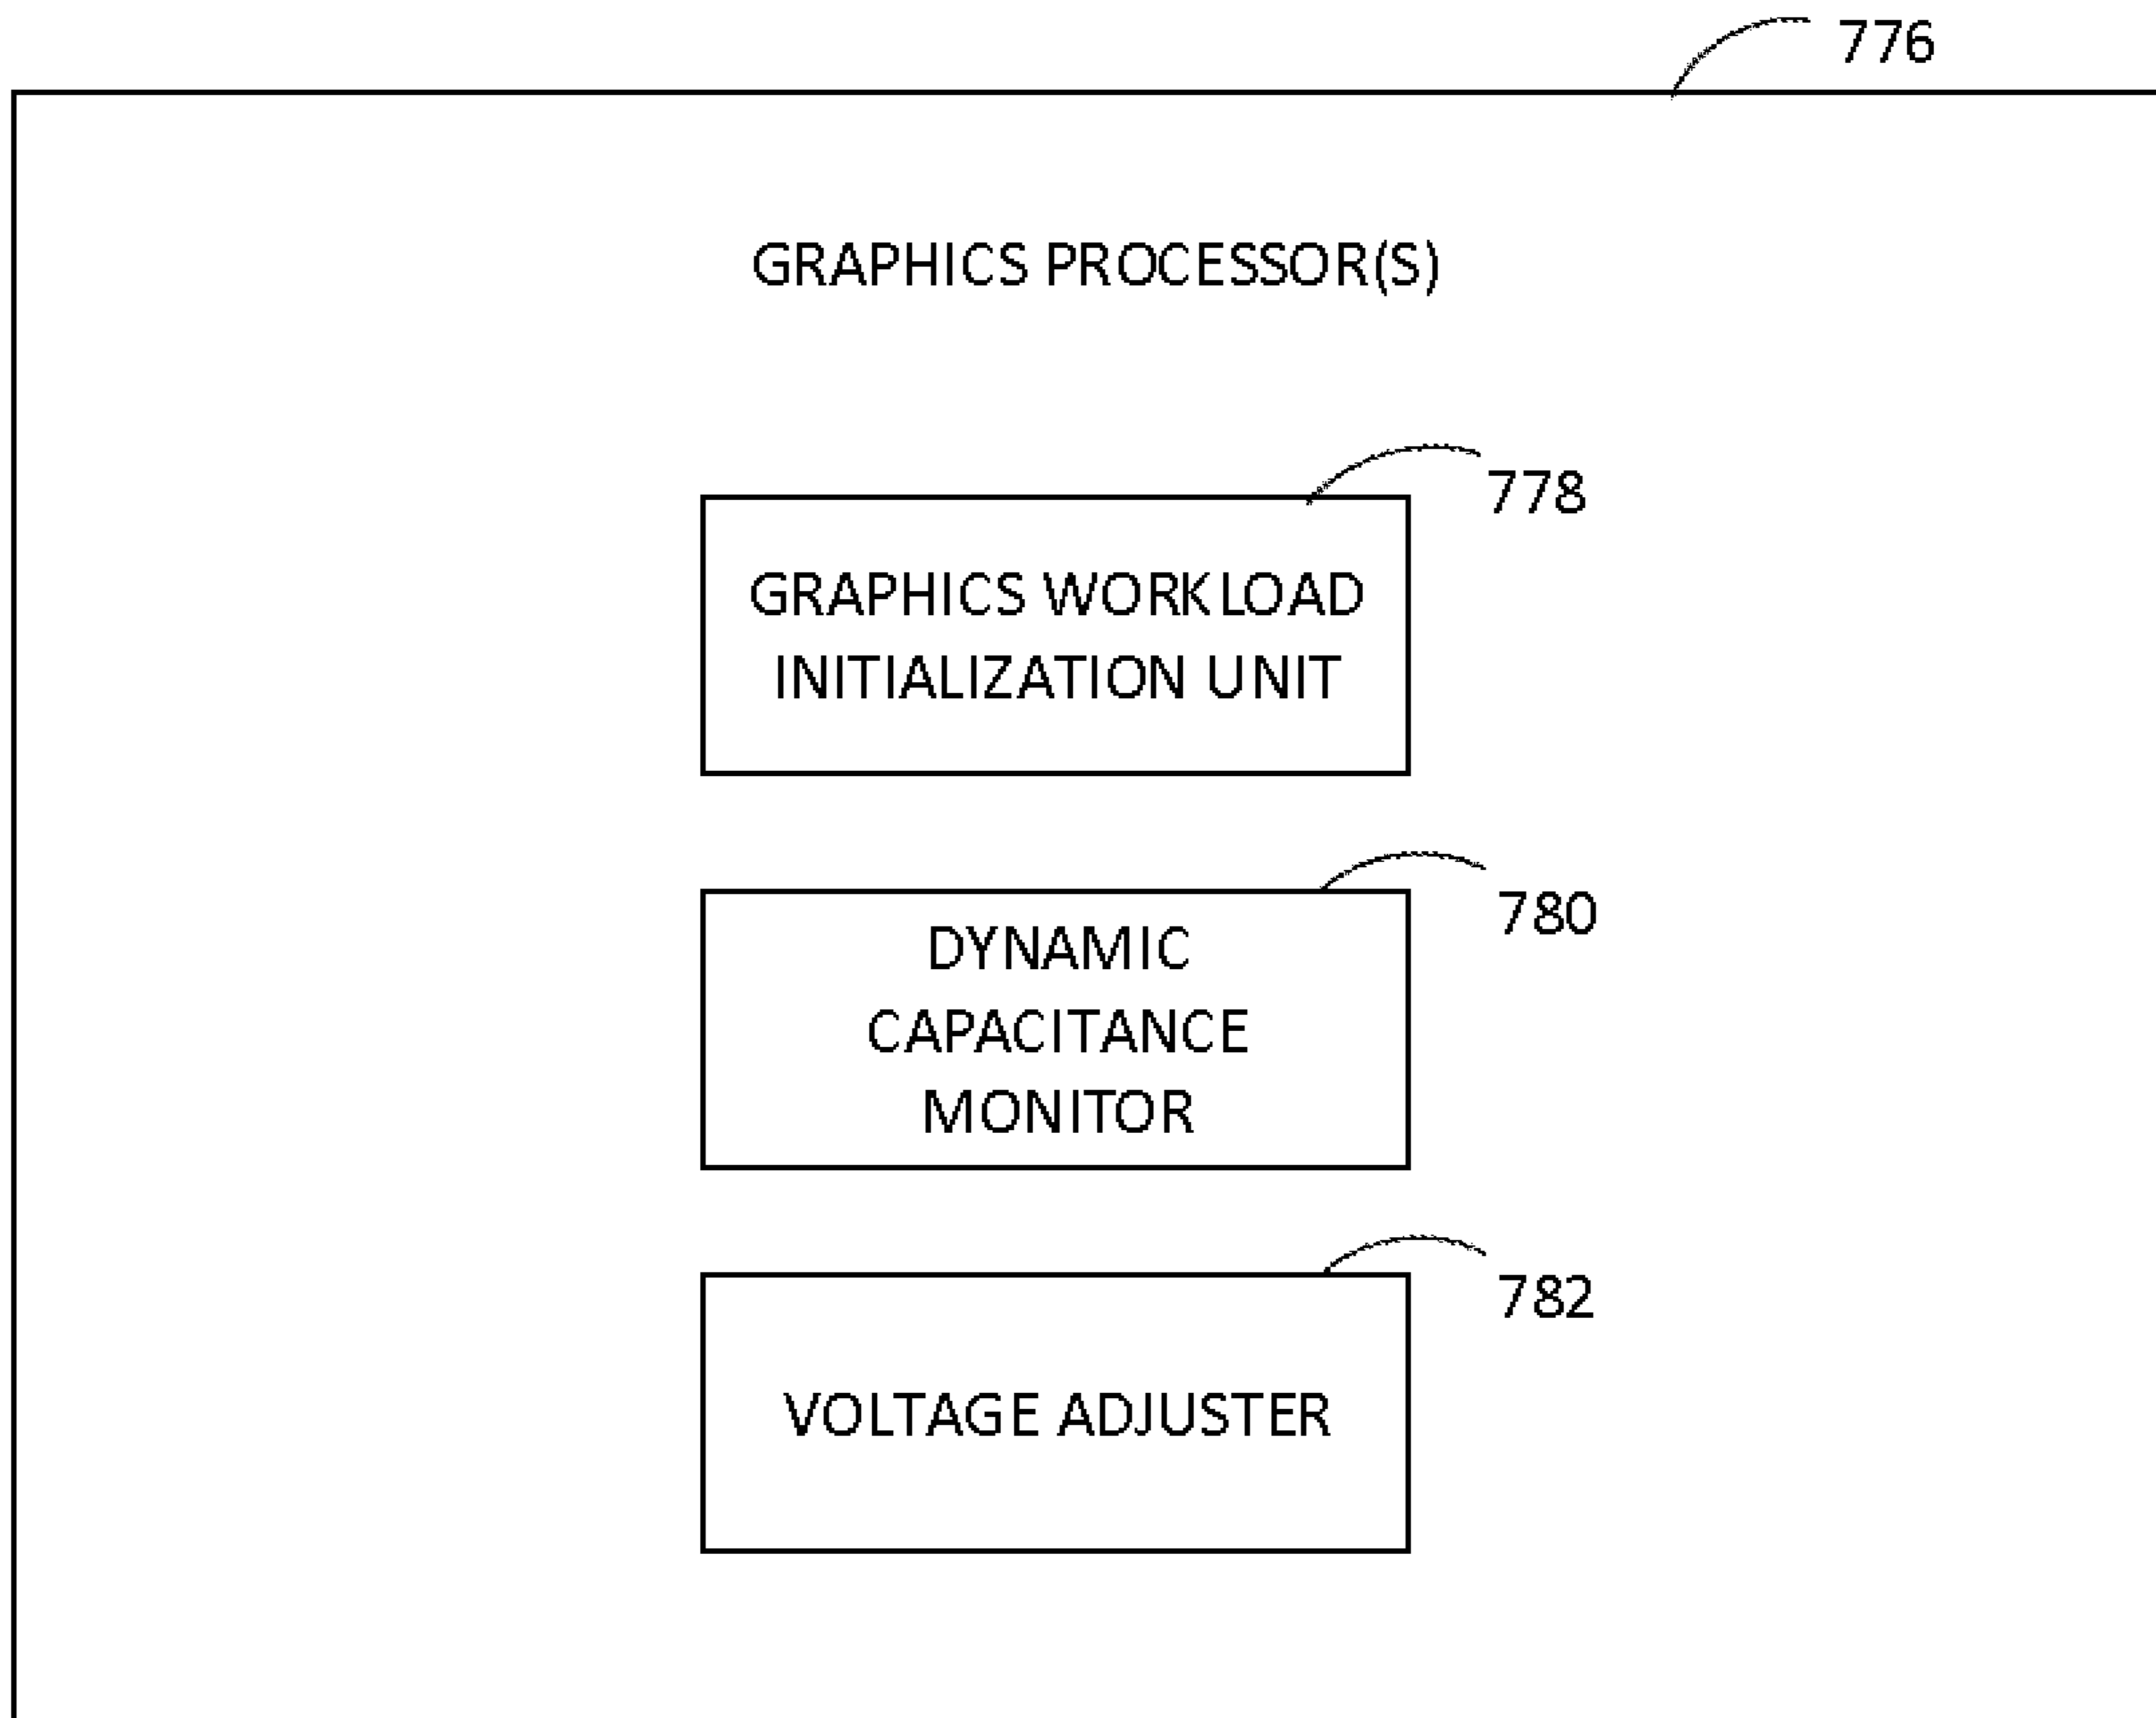 776
GRAPHICS PROCESSOR(S)
778
GRAPHICS WORKLOAD
INITIALIZATION UNIT
780
DYNAMIC
CAPACITANCE
MONITOR
782
VOLTAGE ADJUSTER